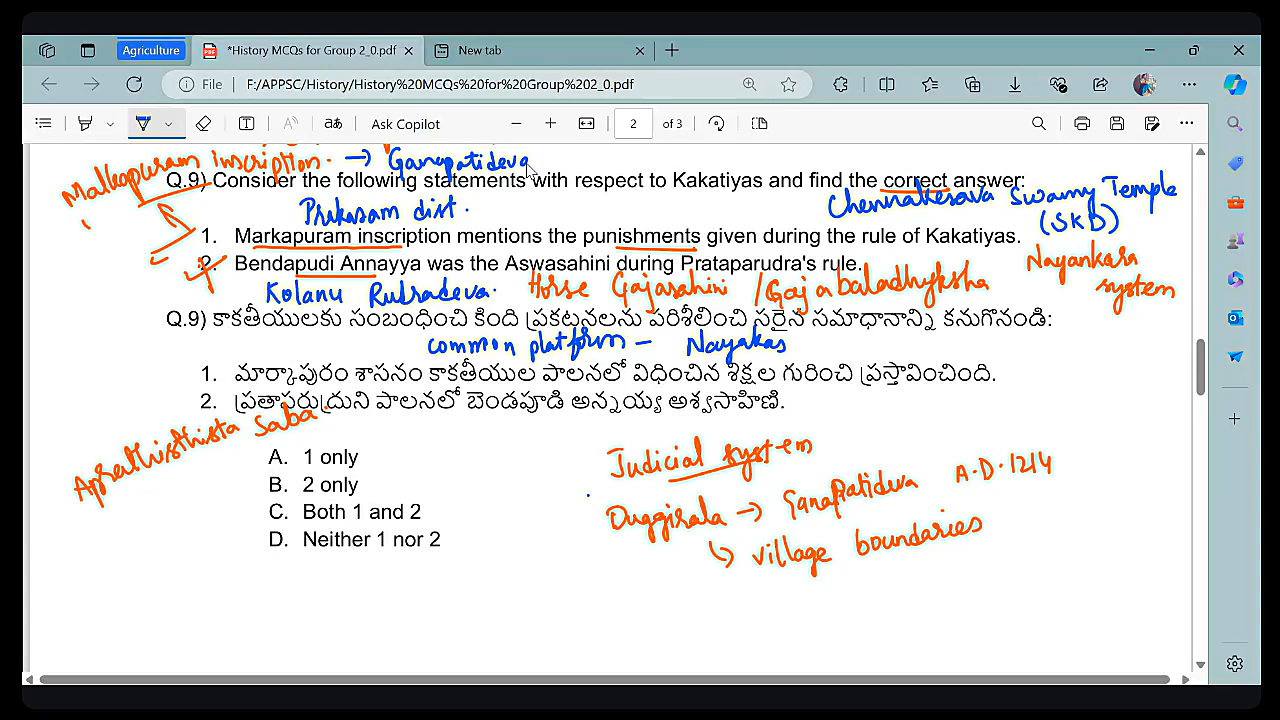 Agriculture
*History MCQs for Group 2_0.pdf
New tab
File
F:/APPSC/History/History%20MCQs%20for%20Group%202_0.pdf
Ask Copilot
2
of 3
Malkapuram inscription. → Ganapatideva
Q.9) Consider the following statements with respect to Kakatiyas and find the correct answer:
Prakasam dist.
Chennakesava Swamy Temple
(SKD)
1. Markapuram inscription mentions the punishments given during the rule of Kakatiyas.
Nayankara
system
2. Bendapudi Annayya was the Aswasahini during Prataparudra's rule.
Kolanu Rudradeva. Horse Gajasahini / Gajabaladhyksha
Q.9) కాకతీయులకు సంబంధించి కింది ప్రకటనలను పరిశీలించి సరైన సమాధానాన్ని కనుగొనండి:
common platform - Nayakas
1. మార్కాపురం శాసనం కాకతీయుల పాలనలో విధించిన శిక్షల గురించి ప్రస్తావించింది.
2. ప్రతాపరుద్రుని పాలనలో బెండపూడి అన్నయ్య అశ్వసాహిణి.
Aprathisthista Saba.
A. 1 only
B. 2 only
C. Both 1 and 2
D. Neither 1 nor 2
Judicial system
Duggirala → Ganapatideva A.D. 1214
↳ village boundaries